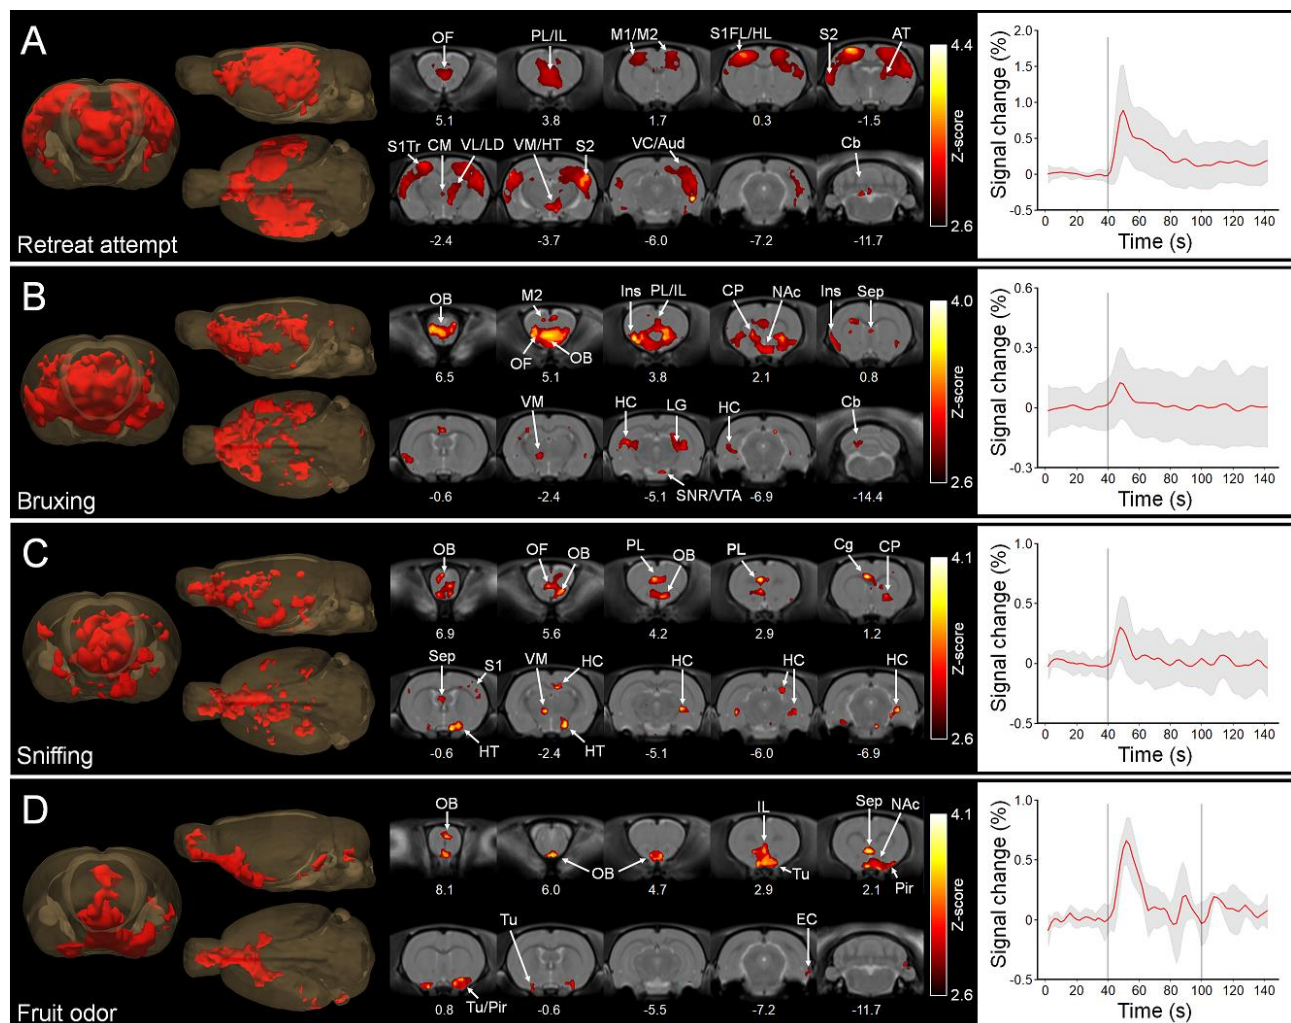 A
OF
PL/IL
M1/M2
S1FL/HL
S2
AT
5.1
3.8
1.7
0.3
-1.5
S1Tr
CM
VL/LD
VM/HT
S2
VC/Aud
Cb
-2.4
-3.7
-6.0
-7.2
-11.7
Retreat attempt
4.4
Z-score
2.6
Signal change (%)
2.0
1.5
1.0
0.5
0
-0.5
0 20 40 60 80 100 120 140
Time (s)
B
OB
M2
OF
OB
Ins
PL/IL
CP
NAc
Ins
Sep
6.5
5.1
3.8
2.1
0.8
VM
HC
LG
HC
Cb
SNR/VTA
-0.6
-2.4
-5.1
-6.9
-14.4
Bruxing
4.0
Z-score
2.6
Signal change (%)
0.6
0.3
0
-0.3
0 20 40 60 80 100 120 140
Time (s)
C
OB
OF
OB
PL
OB
PL
Cg
CP
6.9
5.6
4.2
2.9
1.2
Sep
S1
VM
HC
HC
HC
HC
HT
HT
-0.6
-2.4
-5.1
-6.0
-6.9
Sniffing
4.1
Z-score
2.6
Signal change (%)
1.0
0.5
0
-0.5
0 20 40 60 80 100 120 140
Time (s)
D
OB
OB
IL
Tu
Sep
NAc
Pir
8.1
6.0
4.7
2.9
2.1
Tu
EC
Tu/Pir
0.8
-0.6
-5.5
-7.2
-11.7
Fruit odor
4.1
Z-score
2.6
Signal change (%)
1.0
0.5
0
-0.5
0 20 40 60 80 100 120 140
Time (s)